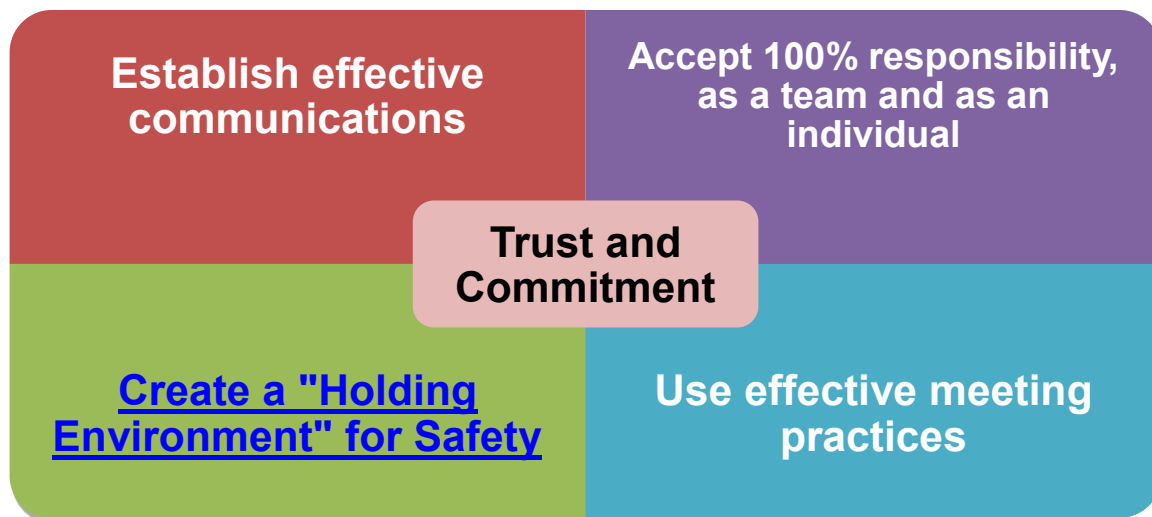 Establish effective
communications
Accept 100% responsibility,
as a team and as an
individual
Trust and
Commitment
Create a "Holding
Environment" for Safety
Use effective meeting
practices